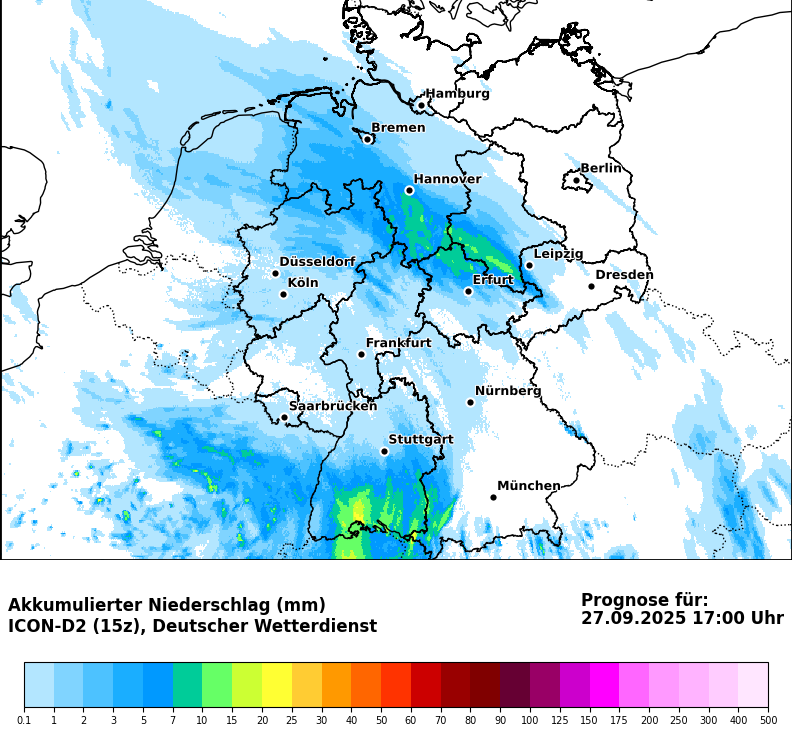 Hamburg
Bremen
Berlin
Hannover
Leipzig
Düsseldorf
Dresden
Erfurt
Köln
Frankfurt
Nürnberg
Saarbrücken
Stuttgart
München
Akkumulierter Niederschlag (mm)
ICON-D2 (15z), Deutscher Wetterdienst
Prognose für:
27.09.2025 17:00 Uhr
0.1 1 2 3 5 7 10 15 20 25 30 40 50 60 70 80 90 100 125 150 175 200 250 300 400 500